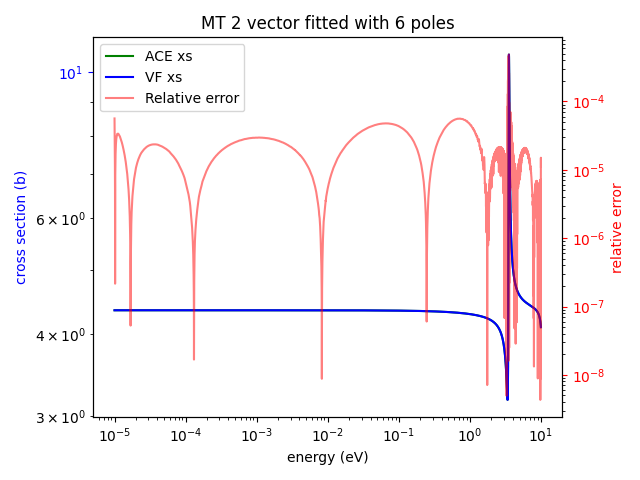 MT 2 vector fitted with 6 poles
ACE xs
VF xs
Relative error
cross section (b)
10¹
6 × 10⁰
4 × 10⁰
3 × 10⁰
10⁻⁴
10⁻⁵
10⁻⁶
10⁻⁷
10⁻⁸
relative error
10⁻⁵ 10⁻⁴ 10⁻³ 10⁻² 10⁻¹ 10⁰ 10¹
energy (eV)